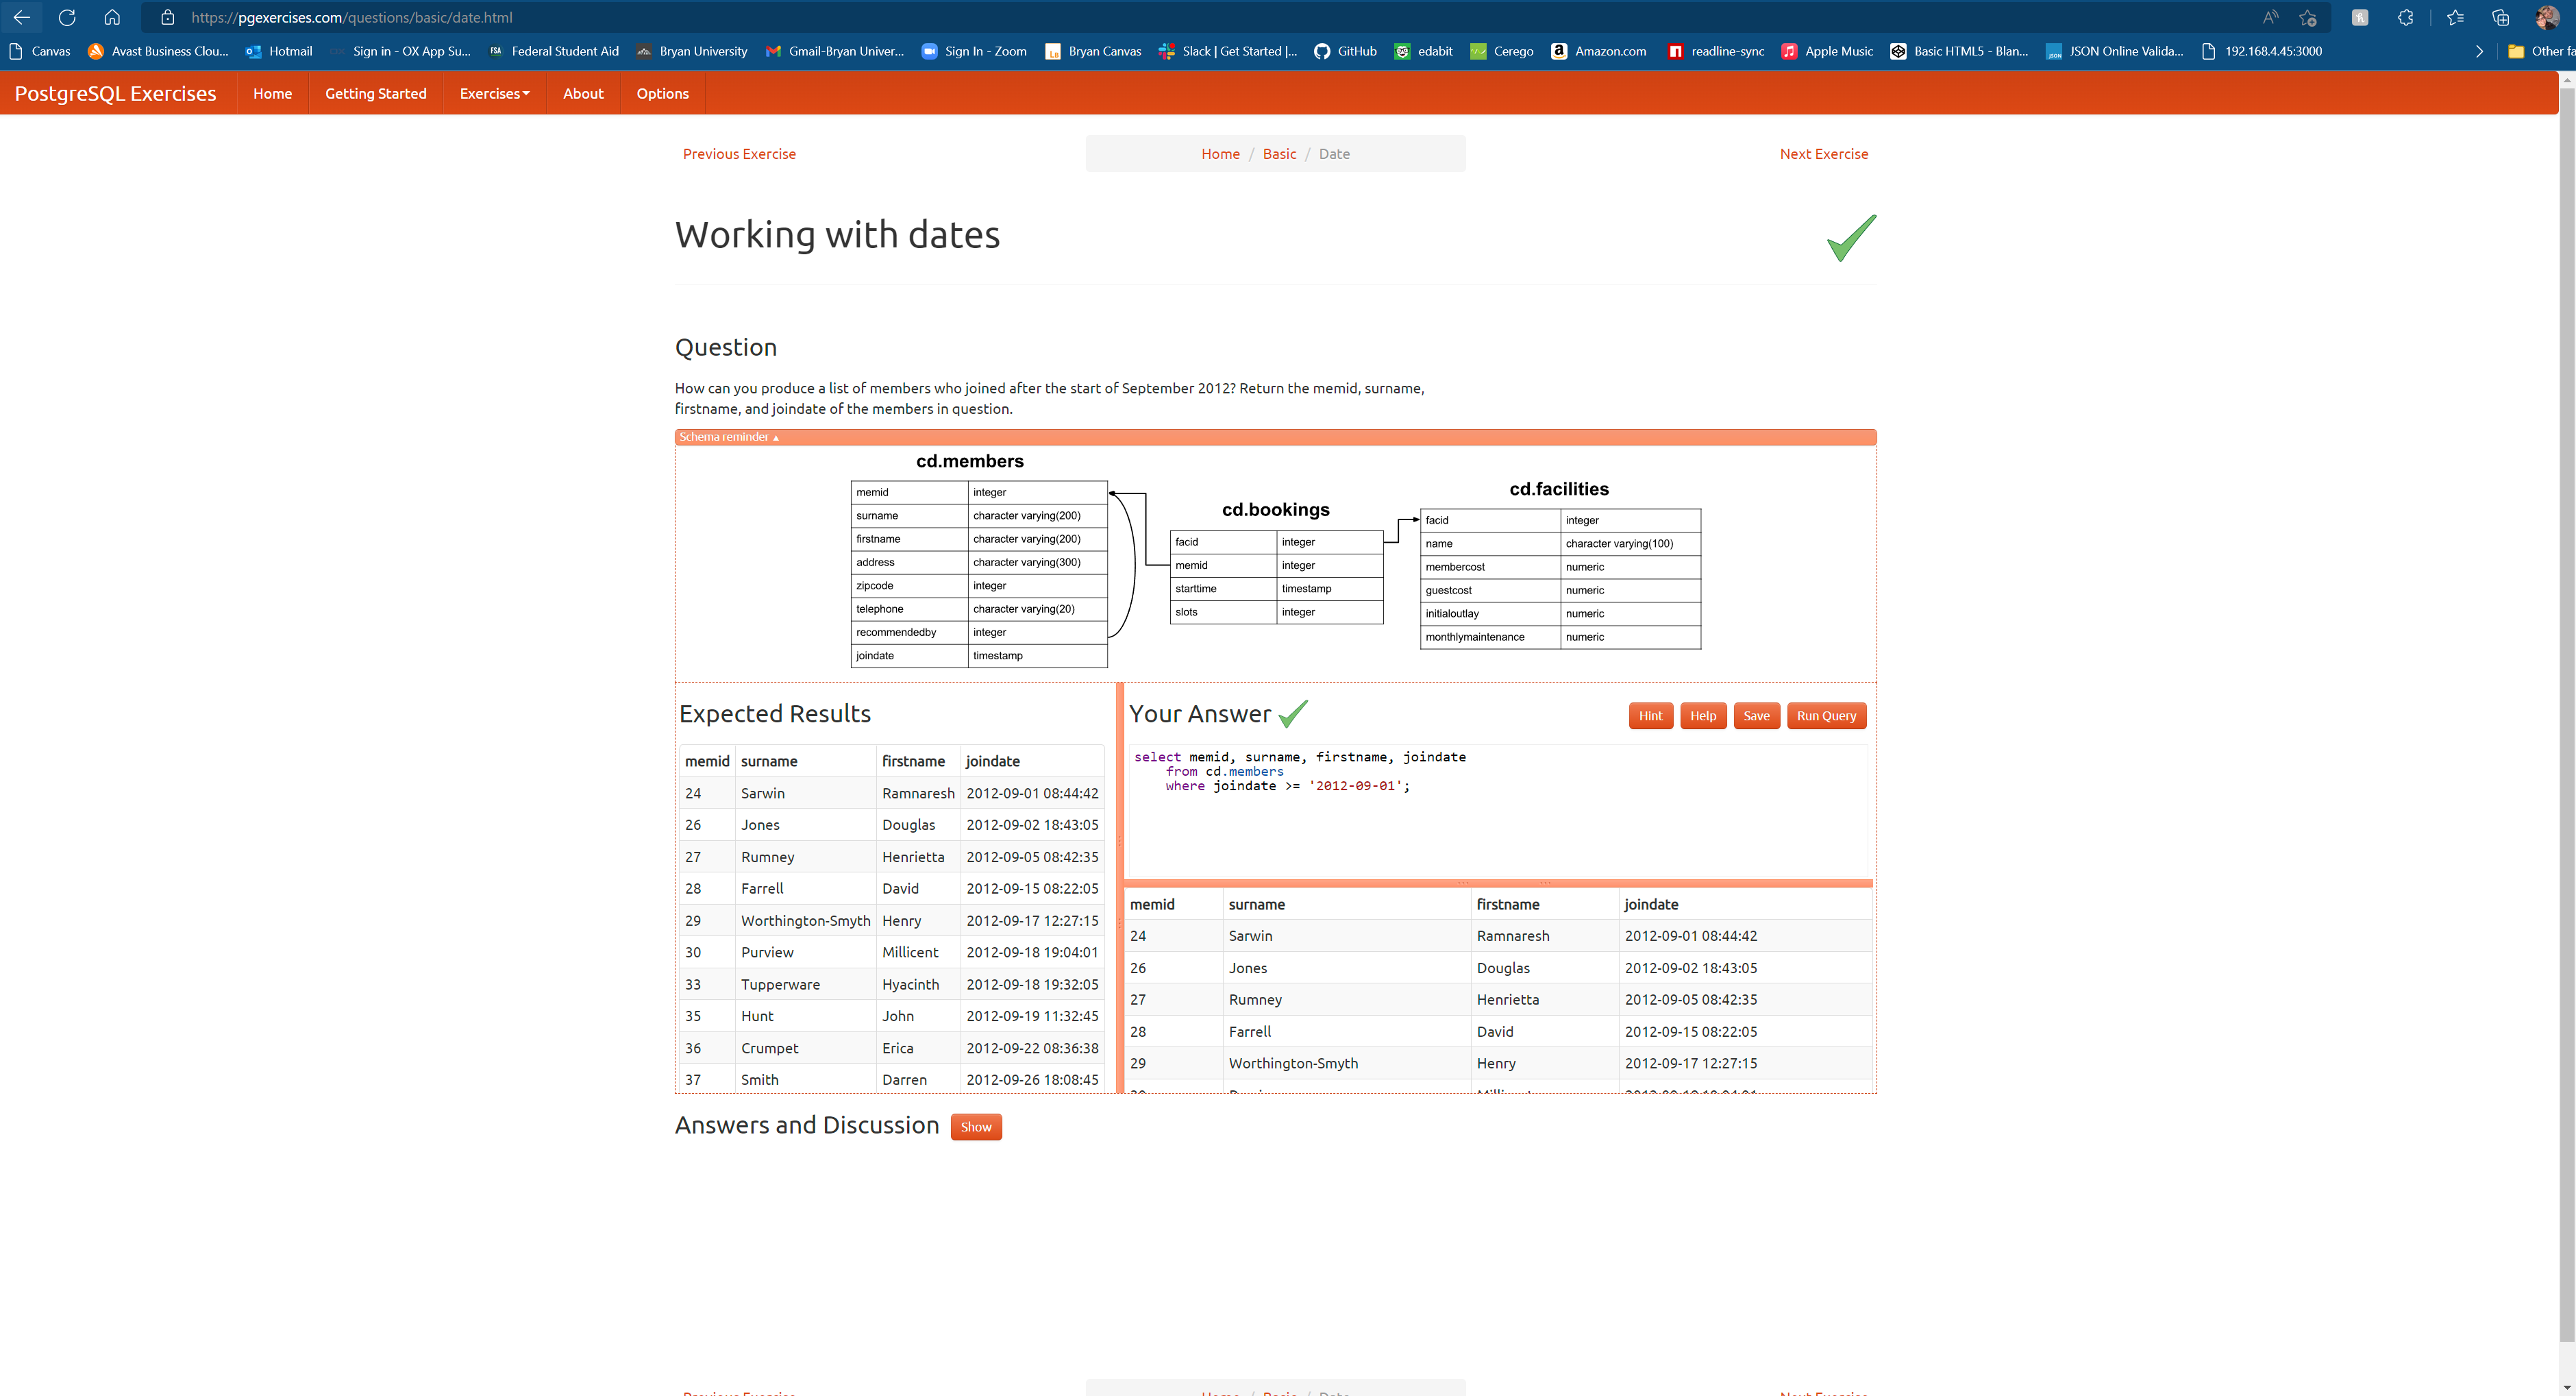 https://pgexercises.com/questions/basic/date.html
Canvas Avast Business Clou... Hotmail Sign in - OX App Su... Federal Student Aid Bryan University Gmail-Bryan Univer... Sign In - Zoom Bryan Canvas Slack | Get Started |... GitHub edabit Cerego Amazon.com readline-sync Apple Music Basic HTML5 - Blan... JSON Online Valida... 192.168.4.45:3000 Other fa
PostgreSQL Exercises Home Getting Started Exercises About Options
Previous Exercise Home / Basic / Date Next Exercise
Working with dates
Question
How can you produce a list of members who joined after the start of September 2012? Return the memid, surname,
firstname, and joindate of the members in question.
Schema reminder ▲
cd.members
memid integer
surname character varying(200)
firstname character varying(200)
address character varying(300)
zipcode integer
telephone character varying(20)
recommendedby integer
joindate timestamp
cd.bookings
facid integer
memid integer
starttime timestamp
slots integer
cd.facilities
facid integer
name character varying(100)
membercost numeric
guestcost numeric
initialoutlay numeric
monthlymaintenance numeric
Expected Results
memid surname firstname joindate
24 Sarwin Ramnaresh 2012-09-01 08:44:42
26 Jones Douglas 2012-09-02 18:43:05
27 Rumney Henrietta 2012-09-05 08:42:35
28 Farrell David 2012-09-15 08:22:05
29 Worthington-Smyth Henry 2012-09-17 12:27:15
30 Purview Millicent 2012-09-18 19:04:01
33 Tupperware Hyacinth 2012-09-18 19:32:05
35 Hunt John 2012-09-19 11:32:45
36 Crumpet Erica 2012-09-22 08:36:38
37 Smith Darren 2012-09-26 18:08:45
Your Answer Hint Help Save Run Query
select memid, surname, firstname, joindate
from cd.members
where joindate >= '2012-09-01';
memid surname firstname joindate
24 Sarwin Ramnaresh 2012-09-01 08:44:42
26 Jones Douglas 2012-09-02 18:43:05
27 Rumney Henrietta 2012-09-05 08:42:35
28 Farrell David 2012-09-15 08:22:05
29 Worthington-Smyth Henry 2012-09-17 12:27:15
Answers and Discussion Show